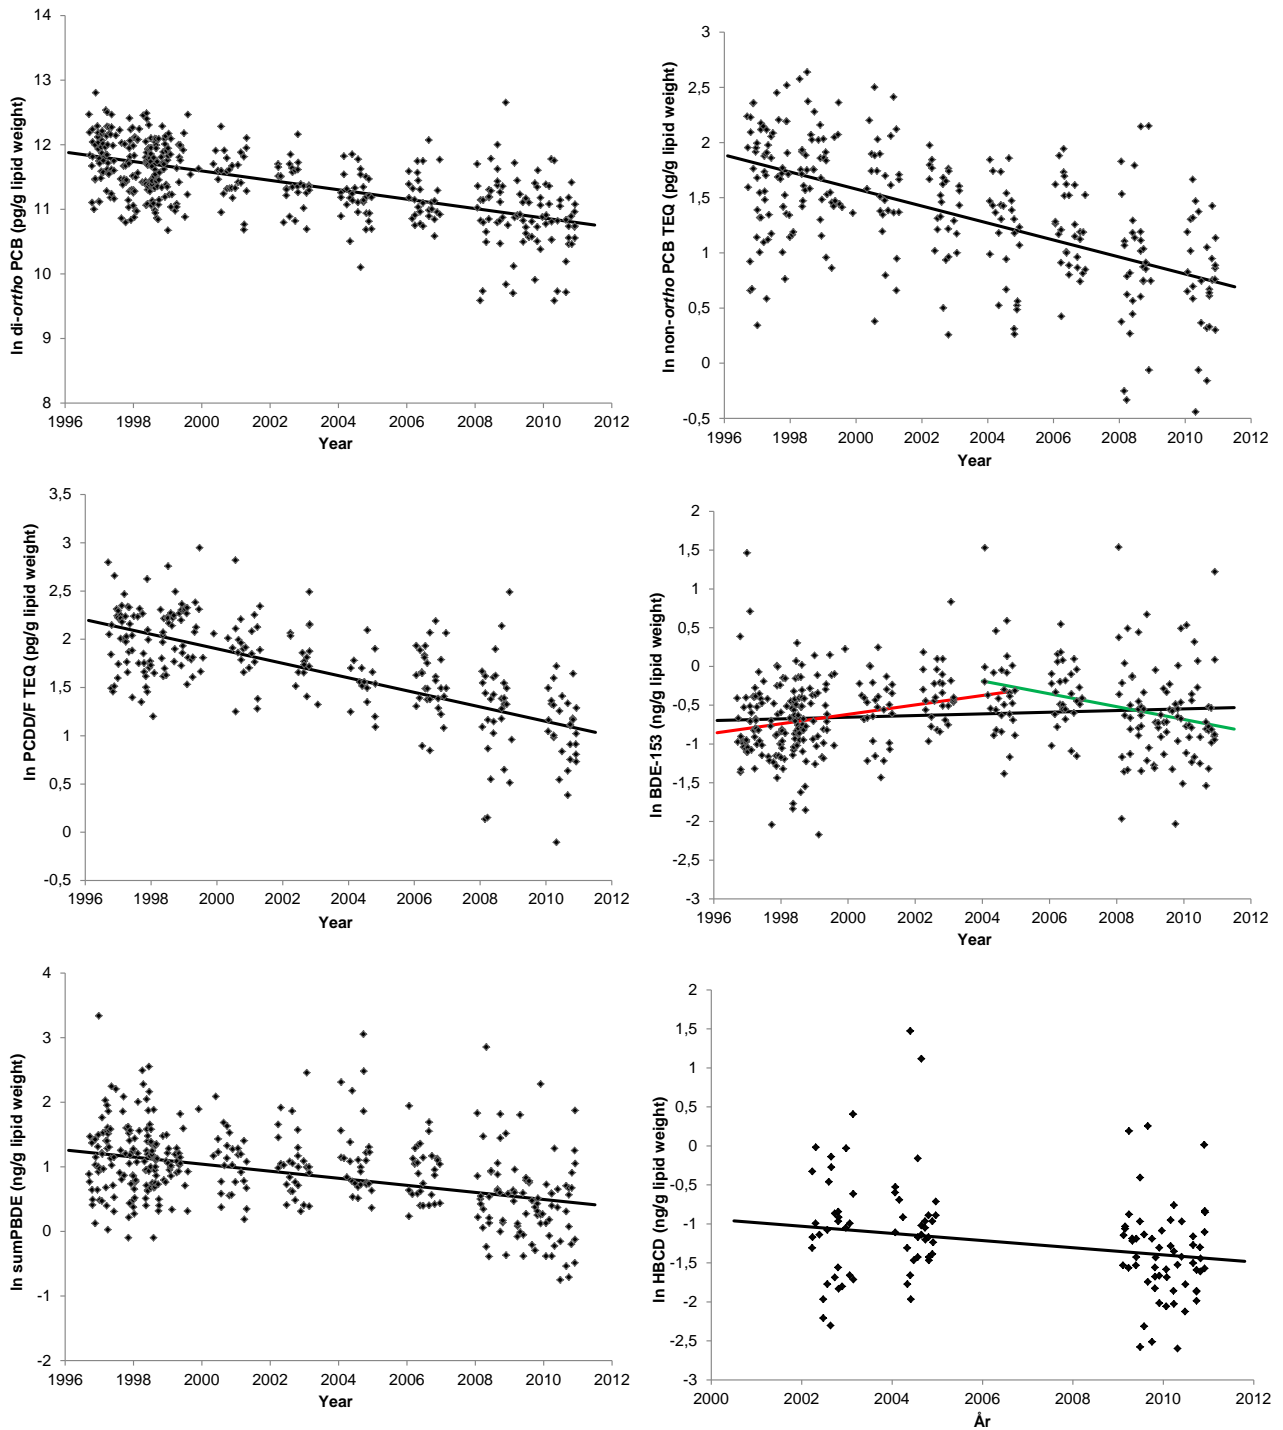 ln di-ortho PCB (pg/g lipid weight)
14
13
12
11
10
9
8
1996 1998 2000 2002 2004 2006 2008 2010 2012
Year
ln non-ortho PCB TEQ (pg/g lipid weight)
3
2,5
2
1,5
1
0,5
0
-0,5
1996 1998 2000 2002 2004 2006 2008 2010 2012
Year
ln PCDD/F TEQ (pg/g lipid weight)
3,5
3
2,5
2
1,5
1
0,5
0
-0,5
1996 1998 2000 2002 2004 2006 2008 2010 2012
Year
ln BDE-153 (ng/g lipid weight)
2
1,5
1
0,5
0
-0,5
-1
-1,5
-2
-2,5
-3
1996 1998 2000 2002 2004 2006 2008 2010 2012
Year
ln sumPBDE (ng/g lipid weight)
4
3
2
1
0
-1
-2
1996 1998 2000 2002 2004 2006 2008 2010 2012
Year
ln HBCD (ng/g lipid weight)
2
1,5
1
0,5
0
-0,5
-1
-1,5
-2
-2,5
-3
2000 2002 2004 2006 2008 2010 2012
År